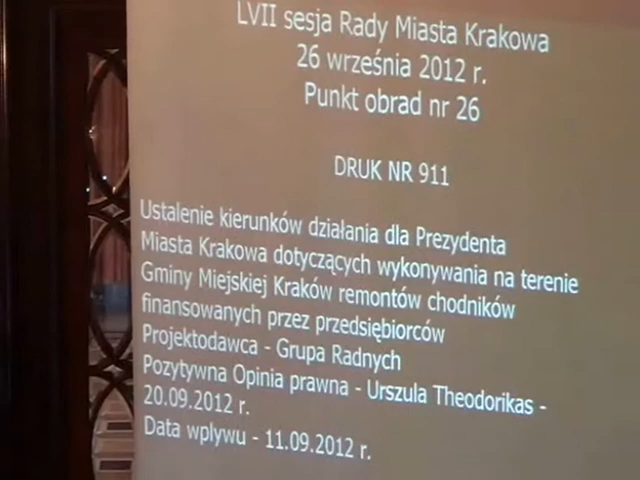 LVII sesja Rady Miasta Krakowa
26 września 2012 r.
Punkt obrad nr 26
DRUK NR 911
Ustalenie kierunków działania dla Prezydenta
Miasta Krakowa dotyczących wykonywania na terenie
Gminy Miejskiej Kraków remontów chodników
finansowanych przez przedsiębiorców
Projektodawca - Grupa Radnych
Pozytywna Opinia prawna - Urszula Theodorikas -
20.09.2012 r.
Data wpływu - 11.09.2012 r.